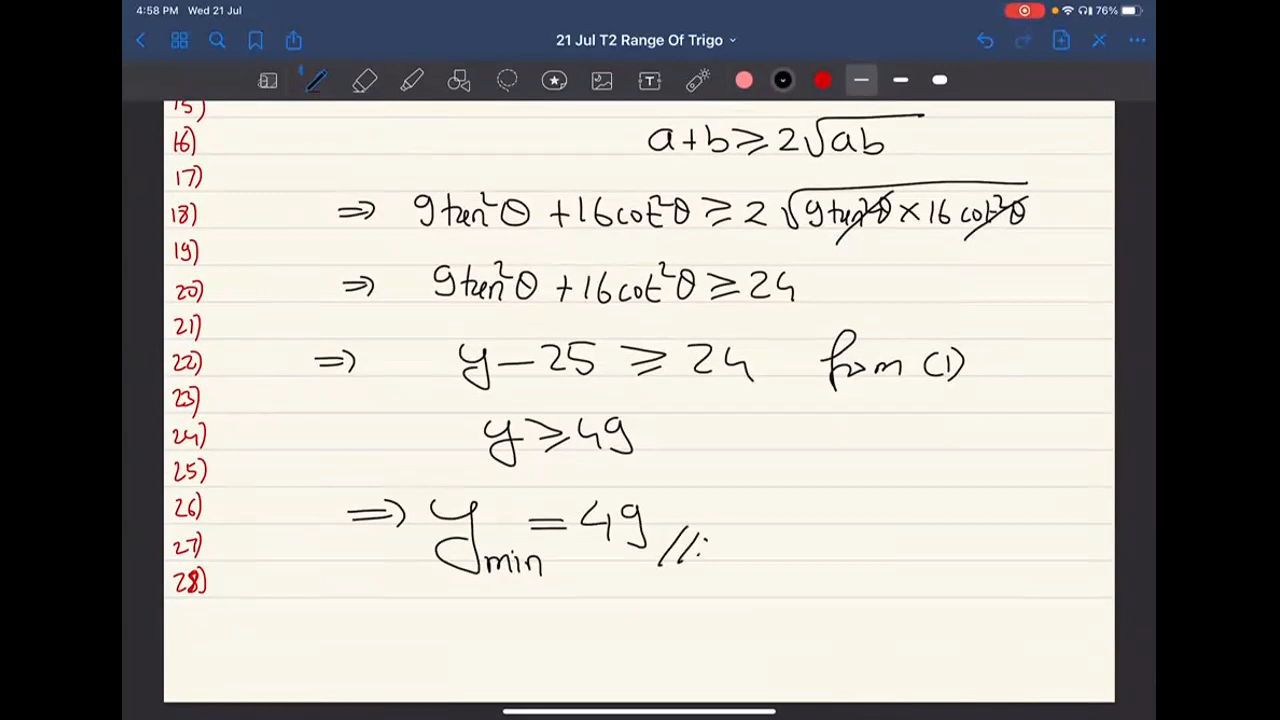 4:58 PM Wed 21 Jul
76%
21 Jul T2 Range Of Trigo
15)
16) a+b≥2√ab
17)
18) ⇒ 9tan²θ +16cot²θ ≥ 2 √9tan²θ × 16 cot²θ
19)
20) ⇒ 9tan²θ +16cot²θ ≥ 24
21)
22) ⇒ y-25 ≥ 24 from (1)
23)
24) y ≥ 49
25)
26) ⇒ y min = 49 //:
27)
28)